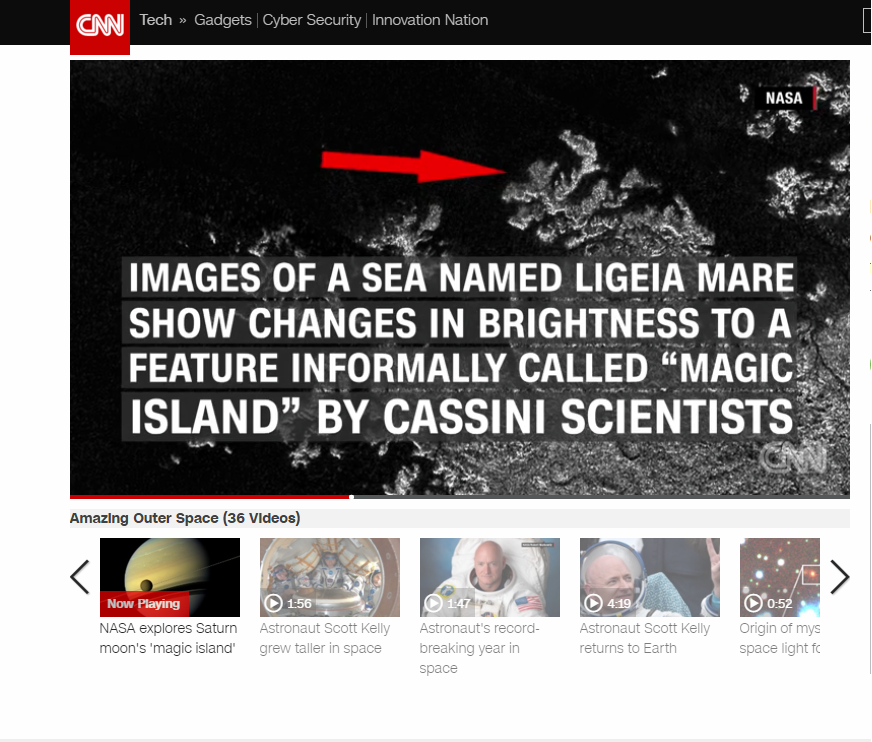 CNN
Tech » Gadgets | Cyber Security | Innovation Nation
NASA
IMAGES OF A SEA NAMED LIGEIA MARE
SHOW CHANGES IN BRIGHTNESS TO A
FEATURE INFORMALLY CALLED “MAGIC
ISLAND” BY CASSINI SCIENTISTS
CNN
Amazing Outer Space (36 Videos)
Now Playing
NASA explores Saturn
moon's 'magic island'
1:56
Astronaut Scott Kelly
grew taller in space
1:47
Astronaut's record-
breaking year in
space
4:19
Astronaut Scott Kelly
returns to Earth
0:52
Origin of mys
space light fo